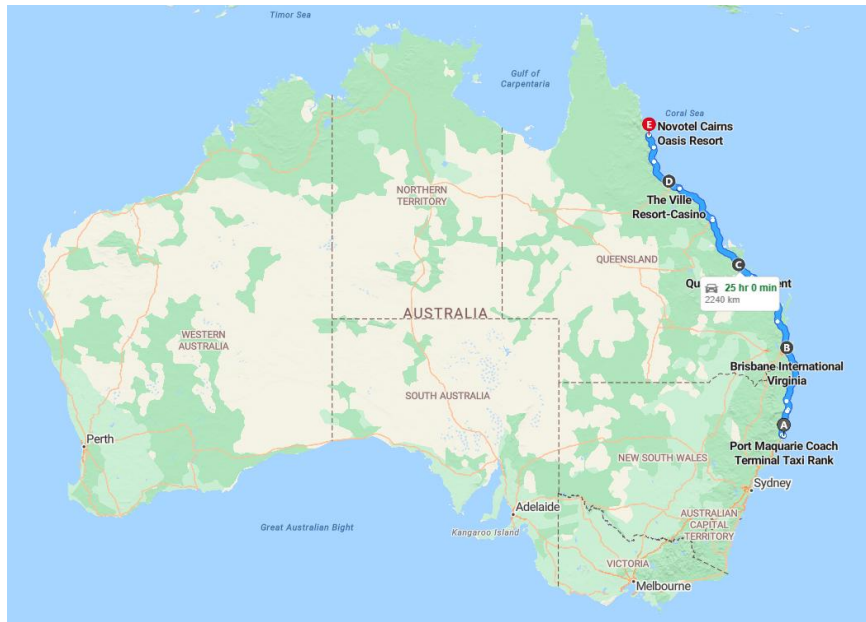 Timor Sea
Gulf of
Carpentaria
Coral Sea
E
Novotel Cairns
Oasis Resort
D
NORTHERN
TERRITORY
The Ville
Resort-Casino
QUEENSLAND
C
25 hr 0 min
2240 km
AUSTRALIA
WESTERN
AUSTRALIA
B
Brisbane International
Virginia
SOUTH AUSTRALIA
A
Port Maquarie Coach
Terminal Taxi Rank
Perth
NEW SOUTH WALES
Sydney
Adelaide
AUSTRALIAN
CAPITAL
TERRITORY
Great Australian Bight
Kangaroo Island
VICTORIA
Melbourne